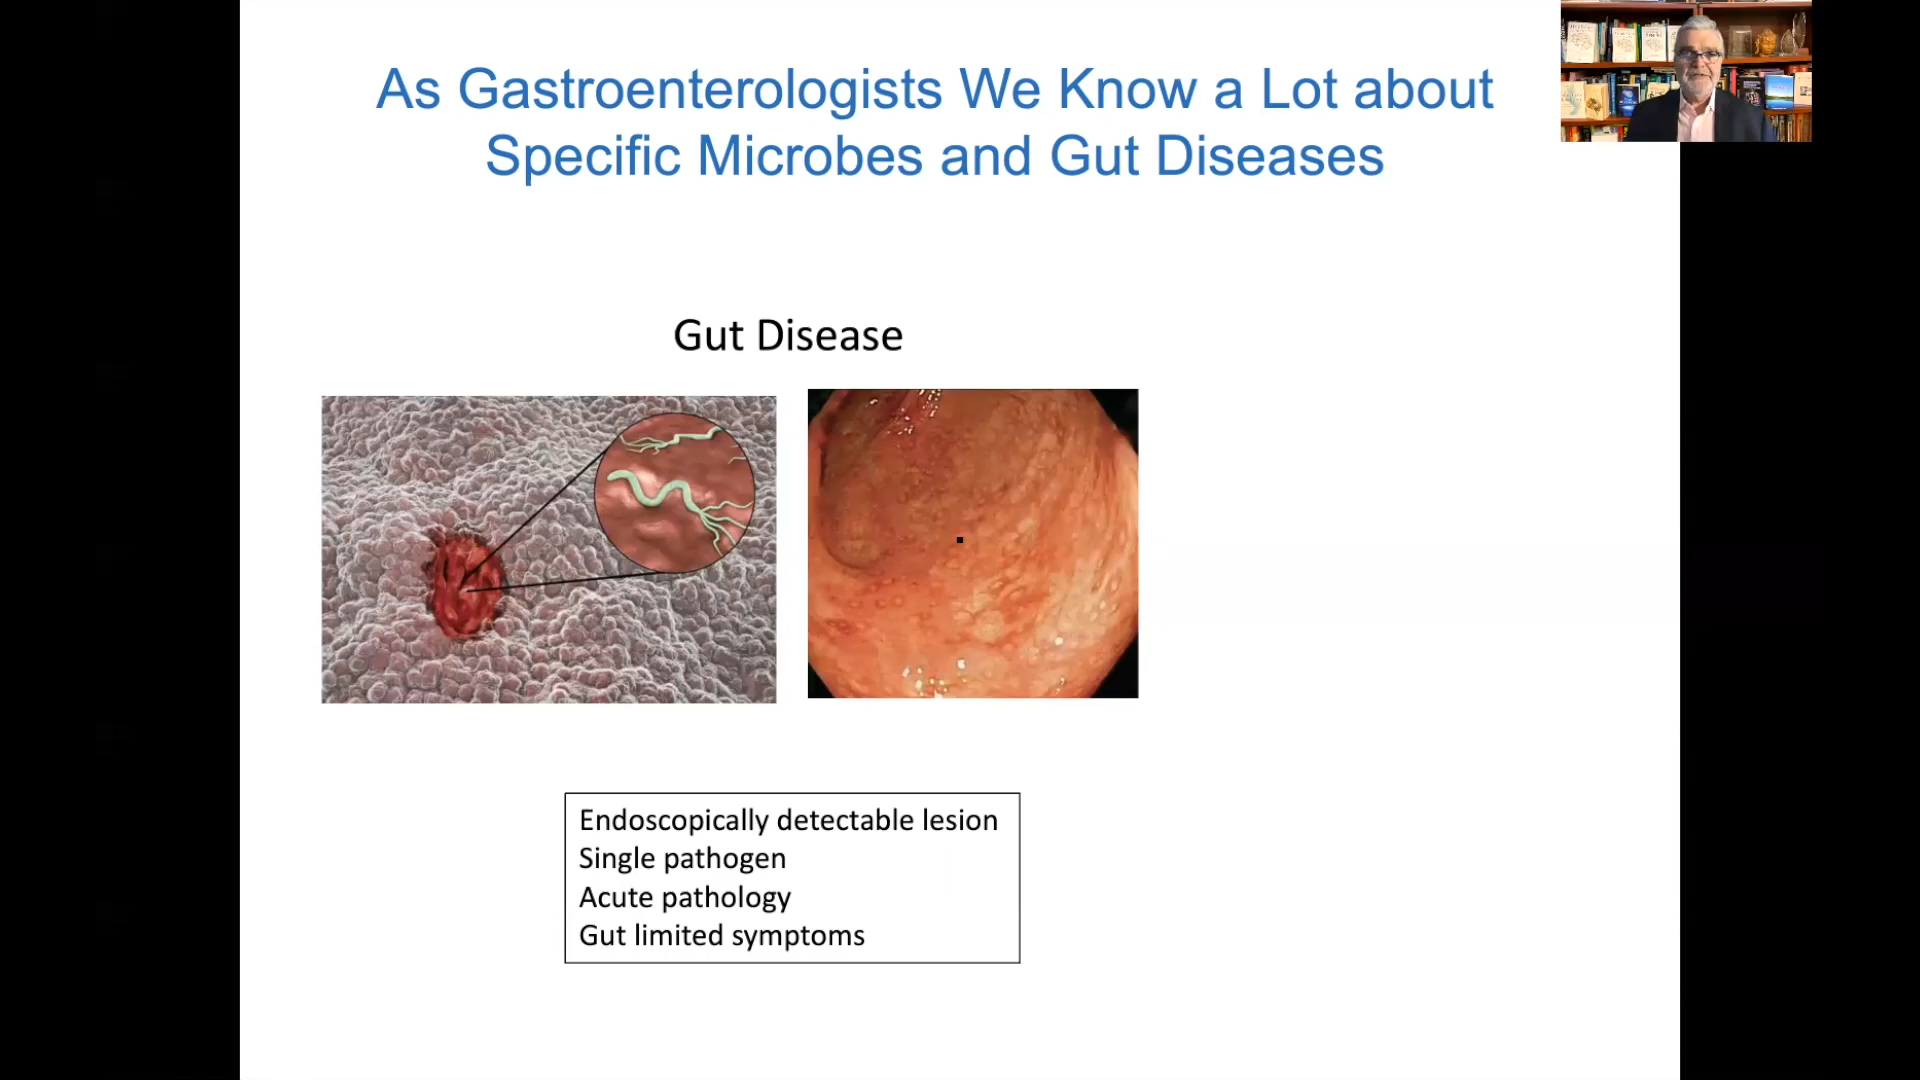 As Gastroenterologists We Know a Lot about
Specific Microbes and Gut Diseases
Gut Disease
Endoscopically detectable lesion
Single pathogen
Acute pathology
Gut limited symptoms